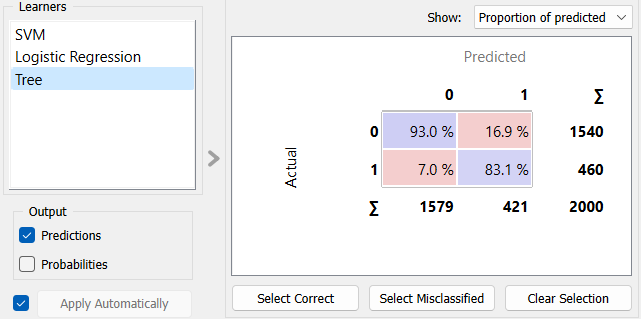 Learners
SVM
Logistic Regression
Tree
Output
Predictions
Probabilities
Apply Automatically
Show: Proportion of predicted
Predicted
0 1 ∑
Actual
0 93.0 % 16.9 % 1540
1 7.0 % 83.1 % 460
∑ 1579 421 2000
Select Correct Select Misclassified Clear Selection